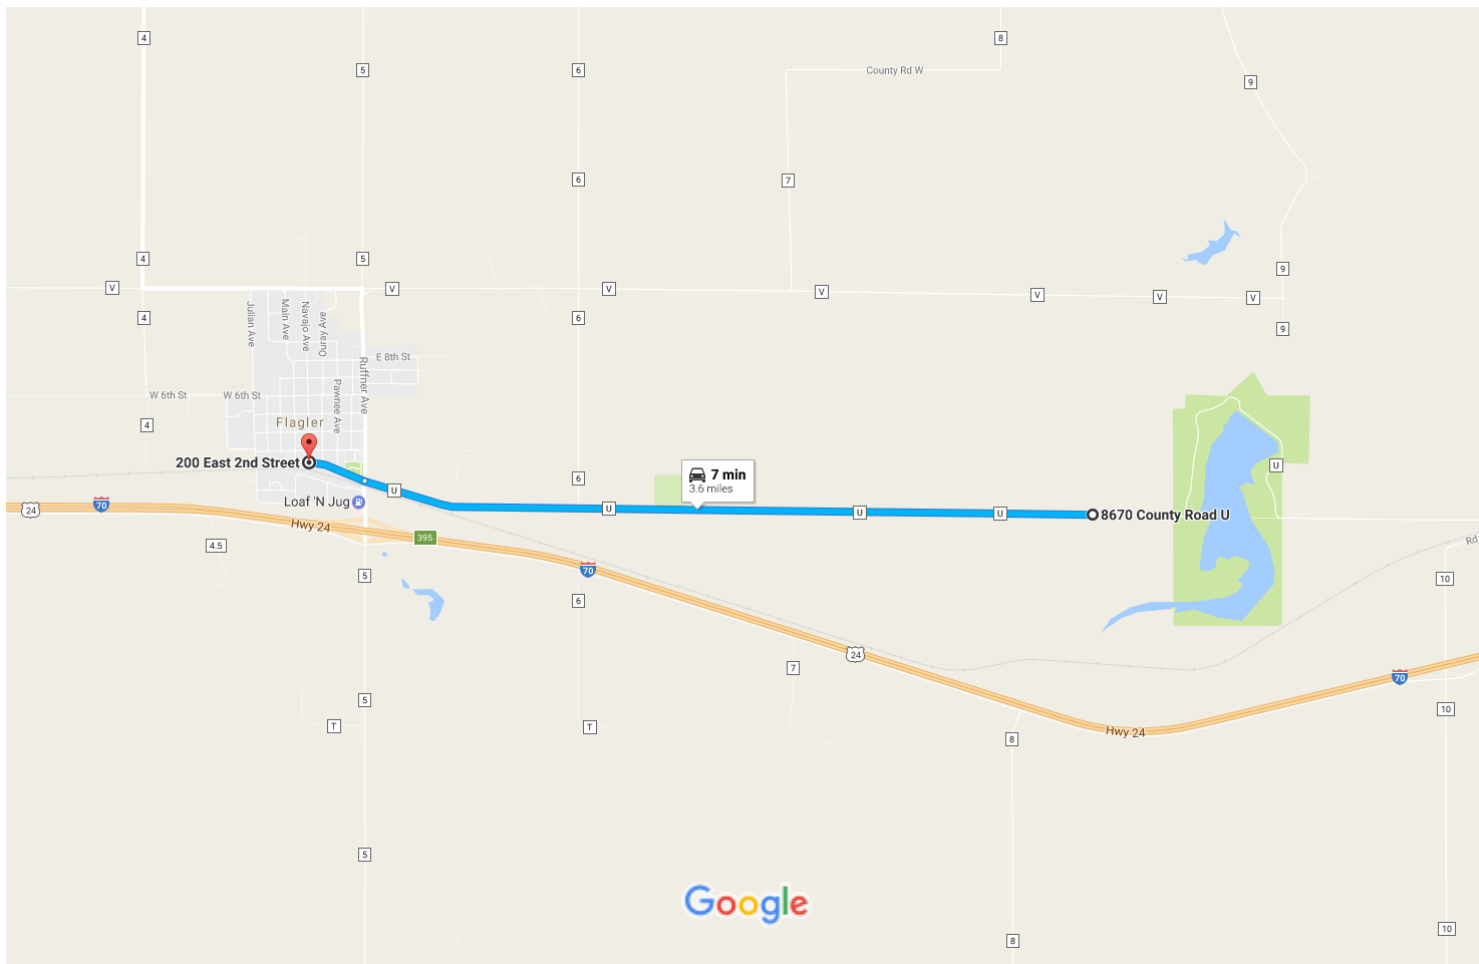 4
5
6
8
County Rd W
9
7
6
4
5
9
V
V
V
V
V
V
V
4
6
9
Julian Ave
Main Ave
Navajo Ave
Ouray Ave
E 8th St
Ruffner Ave
Pawnee Ave
W 6th St
W 6th St
4
Flagler
200 East 2nd Street
U
6
7 min
3.6 miles
U
Loaf 'N Jug
24
70
U
U
U
8670 County Road U
Hwy 24
395
4.5
Rd
5
70
6
10
24
7
70
5
T
T
8
Hwy 24
10
5
Google
8
10